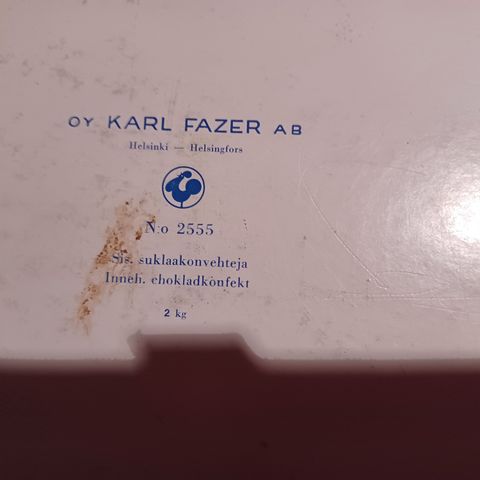 OY KARL FAZER AB
Helsinki — Helsingfors
N:o 2555
Sis. suklaakonvehteja
Inneh. chokladkonfekt
2 kg